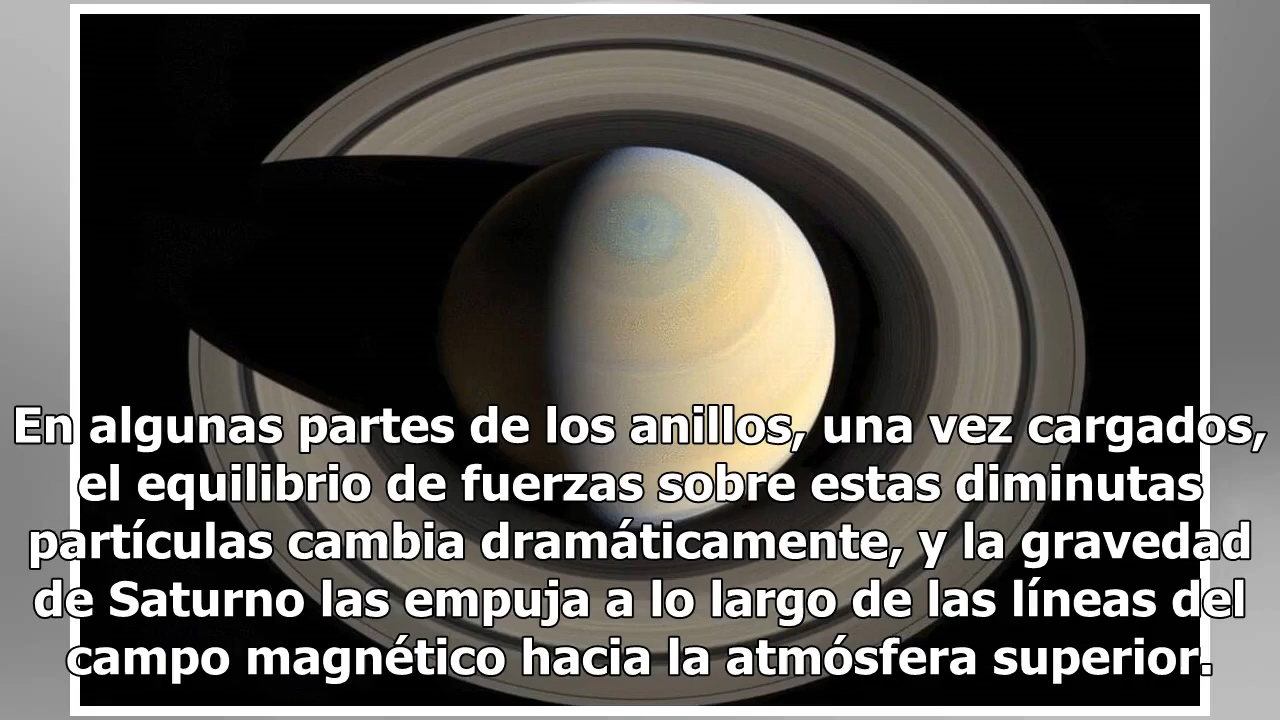 En algunas partes de los anillos, una vez cargados,
el equilibrio de fuerzas sobre estas diminutas
partículas cambia dramáticamente, y la gravedad
de Saturno las empuja a lo largo de las líneas del
campo magnético hacia la atmósfera superior.